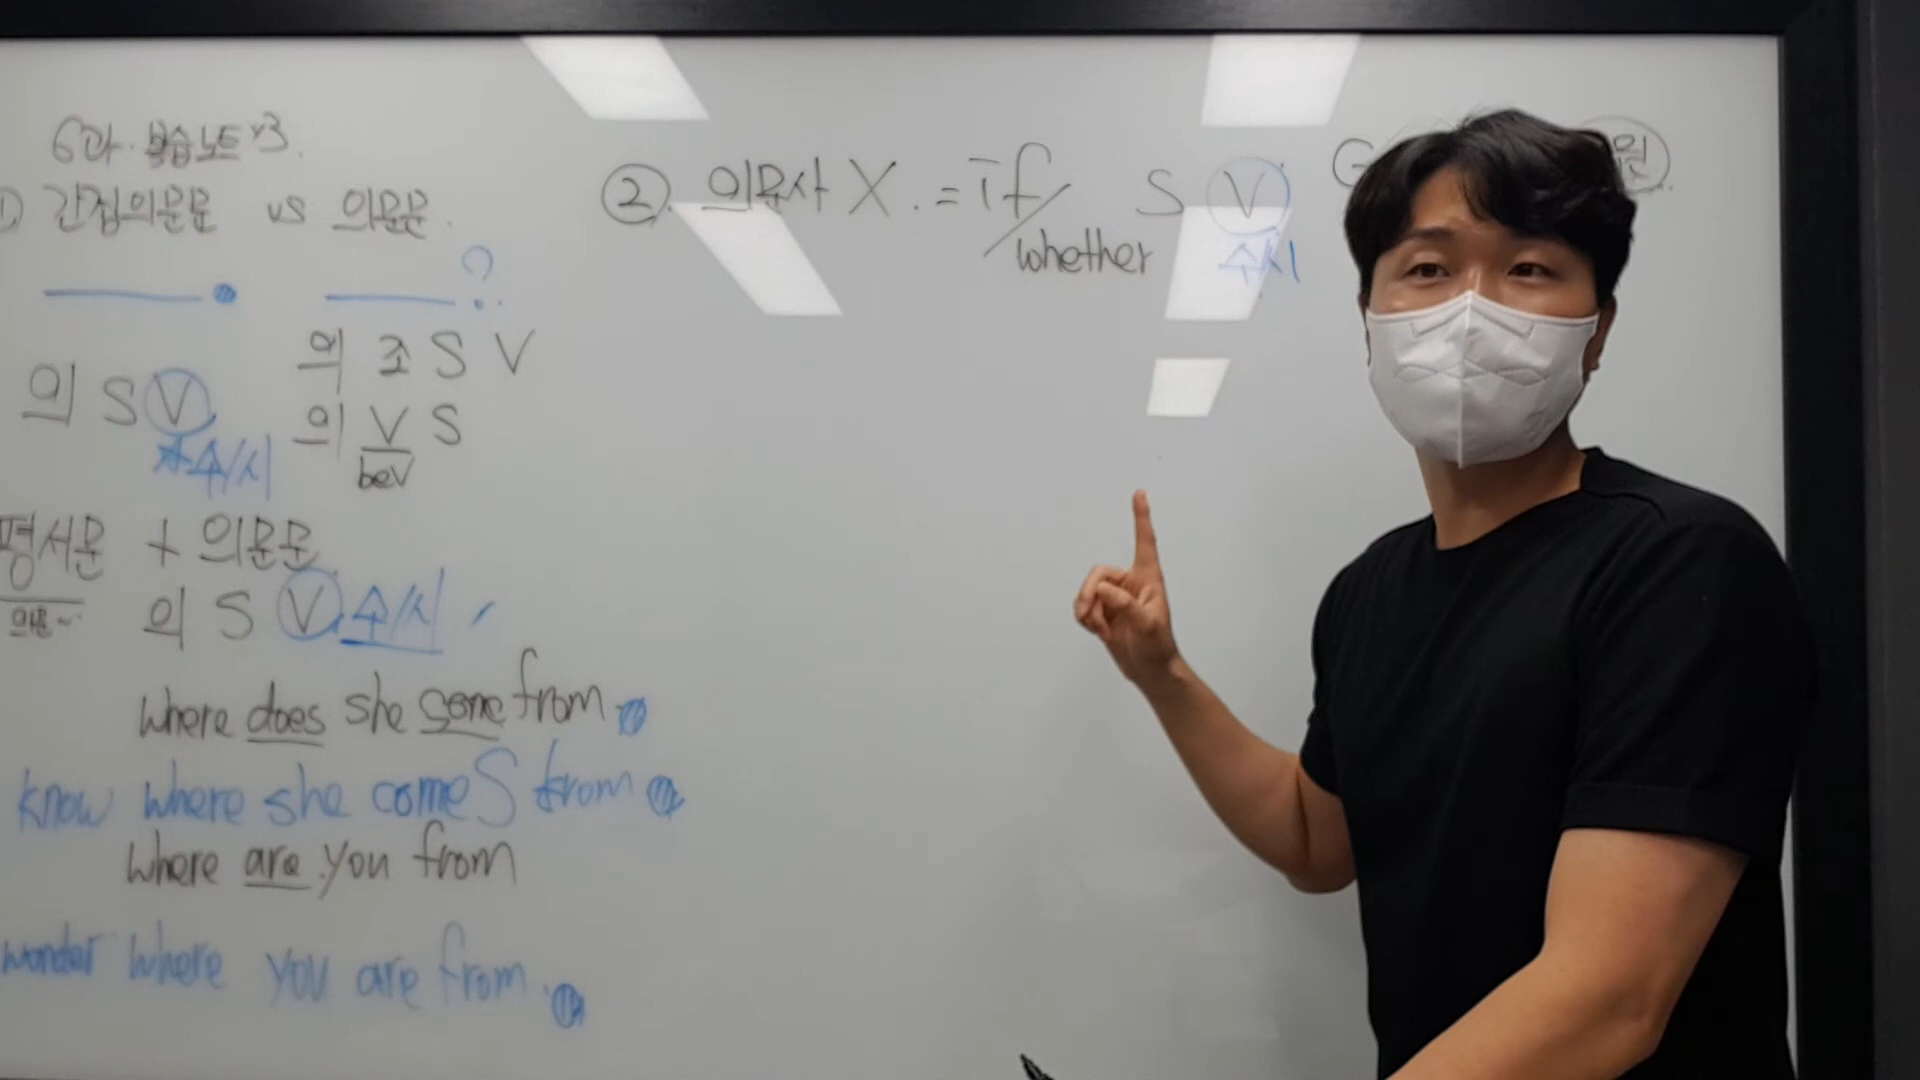 6과. 복습노트 x3.
① 간접의문문 vs 의문문.
?
의 S V
*수/시
의 조 S V
의 V S
beV
평서문 + 의문문
의문~
의 S V 수/시
where does she come from
know where she comeS from
where are you from
wonder where you are from.
② 의문사 X. = if/whether S V
수/시
원